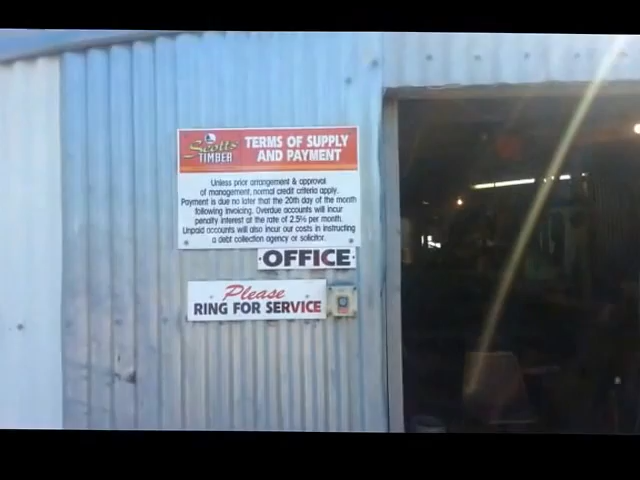 Scotts
TIMBER
TERMS OF SUPPLY
AND PAYMENT
Unless prior arrangement & approval
of management, normal credit criteria apply.
Payment is due no later that the 20th day of the month
following invoicing. Overdue accounts will incur
penalty interest at the rate of 2.5% per month.
Unpaid accounts will also incur our costs in instructing
a debt collection agency or solicitor.
OFFICE
Please
RING FOR SERVICE